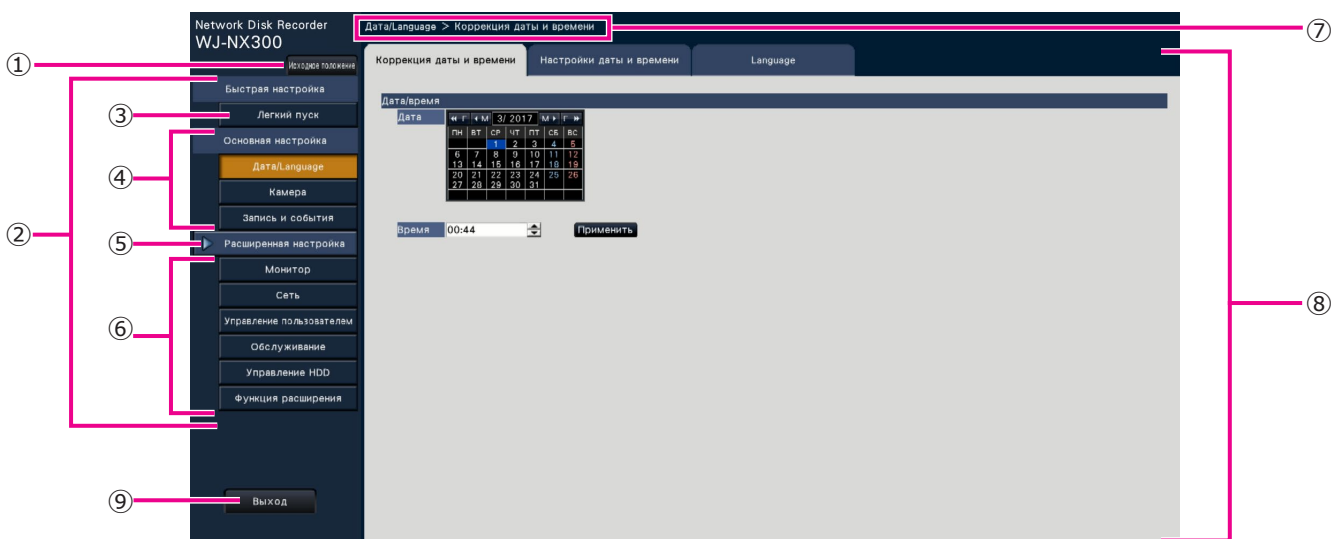 Network Disk Recorder
WJ-NX300
Дата/Language > Коррекция даты и времени
⑦
①
Исходное положение
Коррекция даты и времени
Настройки даты и времени
Language
⑧
②
Быстрая настройка
③
Легкий пуск
④
Основная настройка
Дата/Language
Камера
Запись и события
⑤
Расширенная настройка
⑥
Монитор
Сеть
Управление пользователем
Обслуживание
Управление HDD
Функция расширения
⑨
Выход
Дата/время
Дата
Г М 3/ 2017 М Г
ПН ВТ СР ЧТ ПТ СБ ВС
1 2 3 4 5
6 7 8 9 10 11 12
13 14 15 16 17 18 19
20 21 22 23 24 25 26
27 28 29 30 31
Время 00:44 Применить